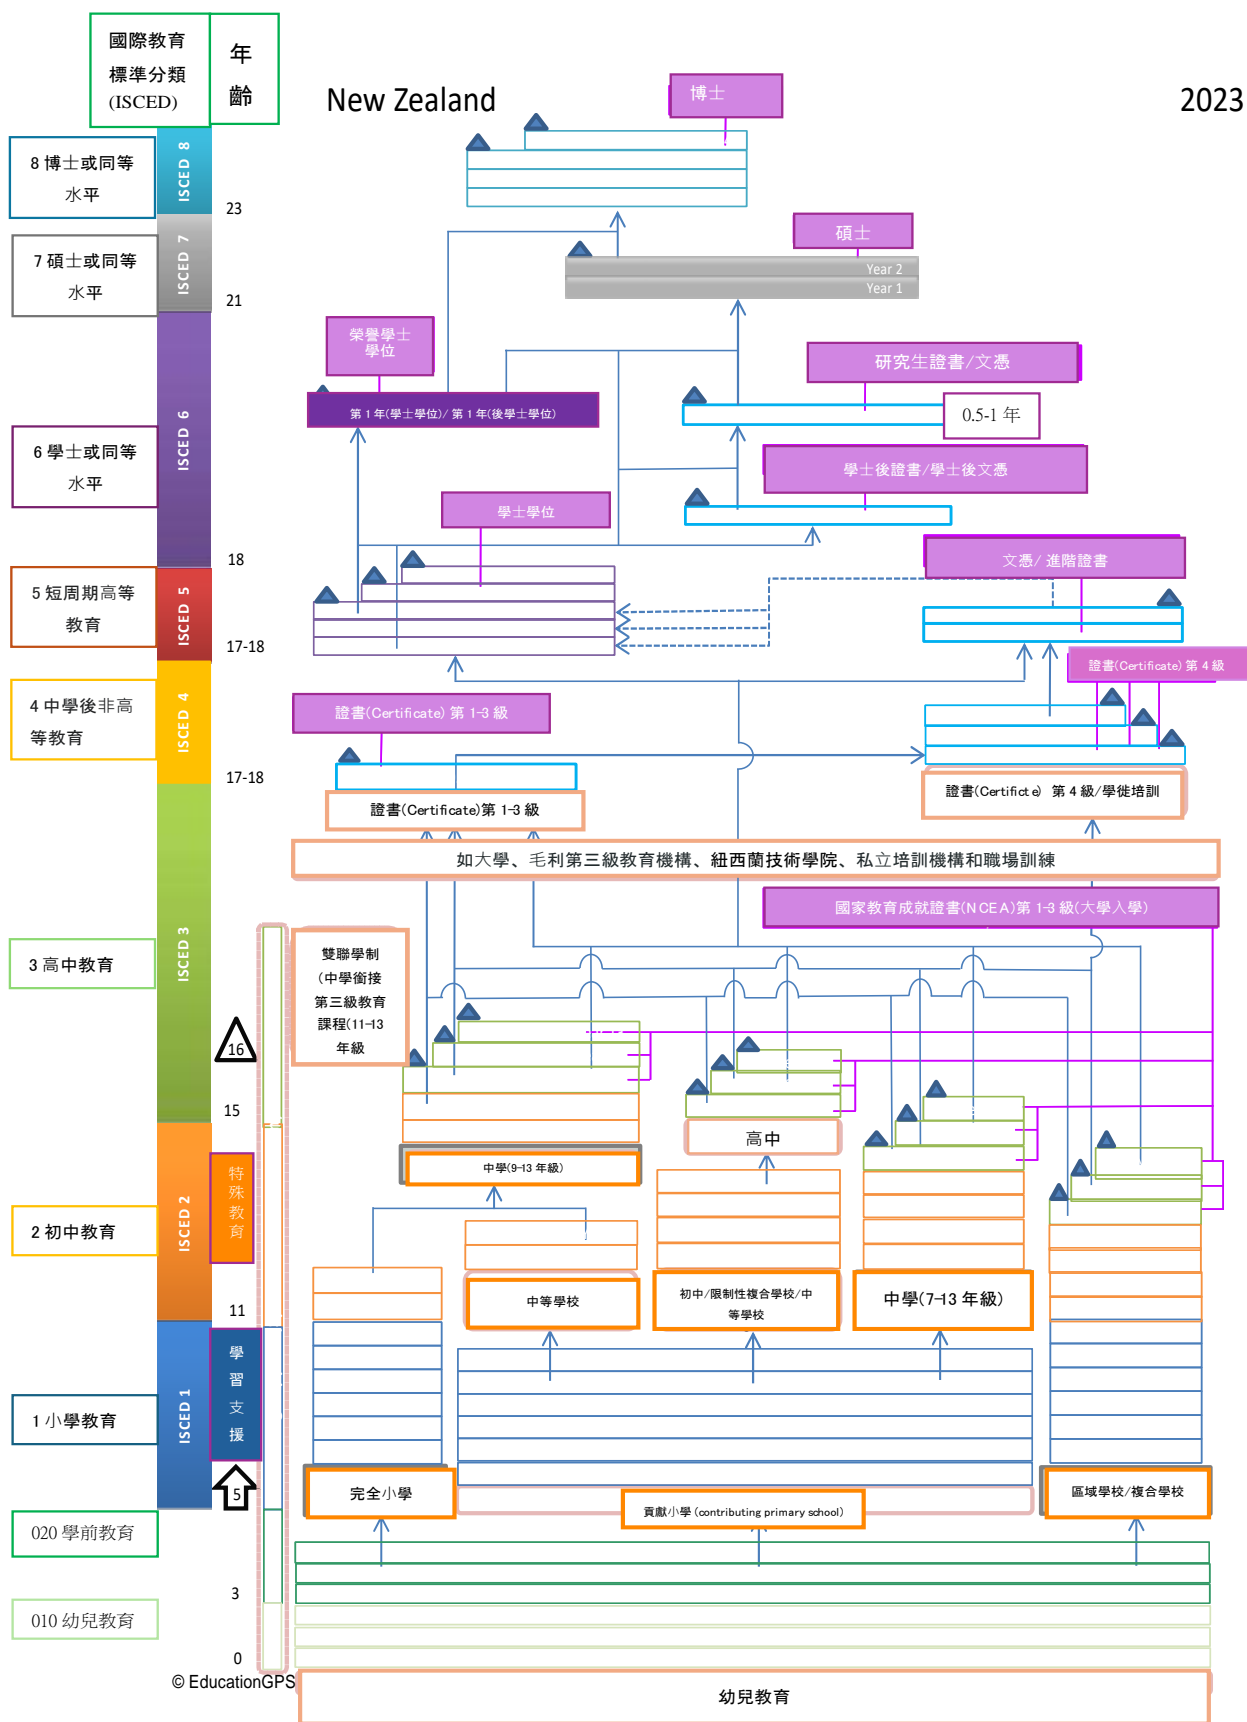 國際教育
標準分類
(ISCED)
年
齡
New Zealand
2023
博士
8 博士或同等
水平
ISCED 8
23
碩士
7 碩士或同等
水平
ISCED 7
Year 2
Year 1
21
榮譽學士
學位
研究生證書/文憑
第 1 年(學士學位)/ 第 1 年(後學士學位)
0.5-1 年
6 學士或同等
水平
ISCED 6
學士後證書/學士後文憑
學士學位
18
文憑/ 進階證書
5 短周期高等
教育
ISCED 5
17-18
證書(Certificate) 第 4 級
4 中學後非高
等教育
ISCED 4
證書(Certificate) 第 1-3 級
17-18
證書(Certificate)第 1-3 級
證書(Certificte) 第 4 級/學徙培訓
如大學、毛利第三級教育機構、紐西蘭技術學院、私立培訓機構和職場訓練
國家教育成就證書(NCEA)第 1-3 級(大學入學)
3 高中教育
ISCED 3
雙聯學制
(中學銜接
第三級教育
課程(11-13
年級
16
15
高中
特
殊
教
育
中學(9-13 年級)
2 初中教育
ISCED 2
中等學校
初中/限制性複合學校/中
等學校
中學(7-13 年級)
11
學
習
支
援
1 小學教育
ISCED 1
5
完全小學
貢獻小學 (contributing primary school)
區域學校/複合學校
020 學前教育
3
010 幼兒教育
0
© EducationGPS
幼兒教育